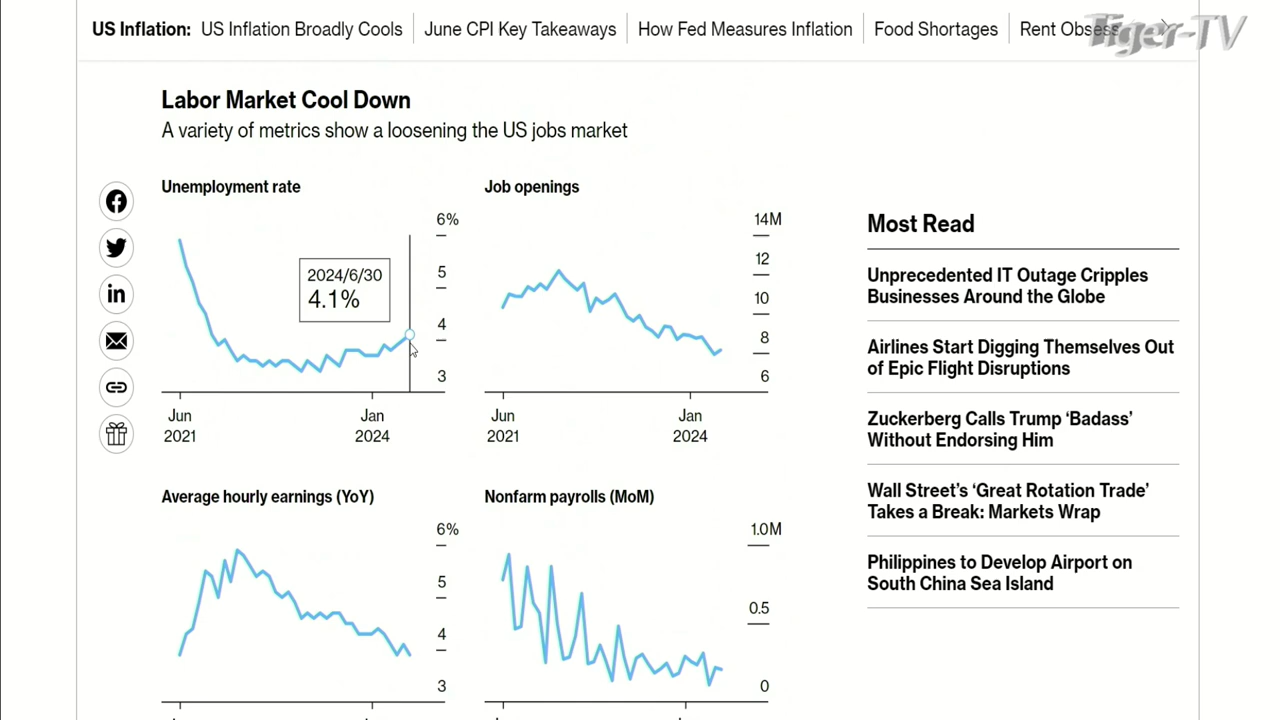 US Inflation: US Inflation Broadly Cools June CPI Key Takeaways How Fed Measures Inflation Food Shortages Rent Obsess
Tiger-TV
Labor Market Cool Down
A variety of metrics show a loosening the US jobs market
Unemployment rate
6%
5
4
3
2024/6/30
4.1%
Jun
2021
Jan
2024
Job openings
14M
12
10
8
6
Jun
2021
Jan
2024
Average hourly earnings (YoY)
6%
5
4
3
Nonfarm payrolls (MoM)
1.0M
0.5
0
Most Read
Unprecedented IT Outage Cripples
Businesses Around the Globe
Airlines Start Digging Themselves Out
of Epic Flight Disruptions
Zuckerberg Calls Trump ‘Badass’
Without Endorsing Him
Wall Street’s ‘Great Rotation Trade’
Takes a Break: Markets Wrap
Philippines to Develop Airport on
South China Sea Island